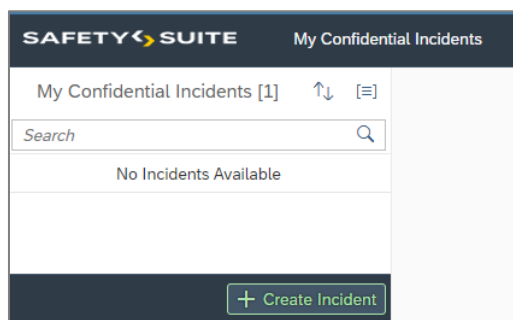 SAFETY SUITE My Confidential Incidents
My Confidential Incidents [1]
Search
No Incidents Available
+ Create Incident